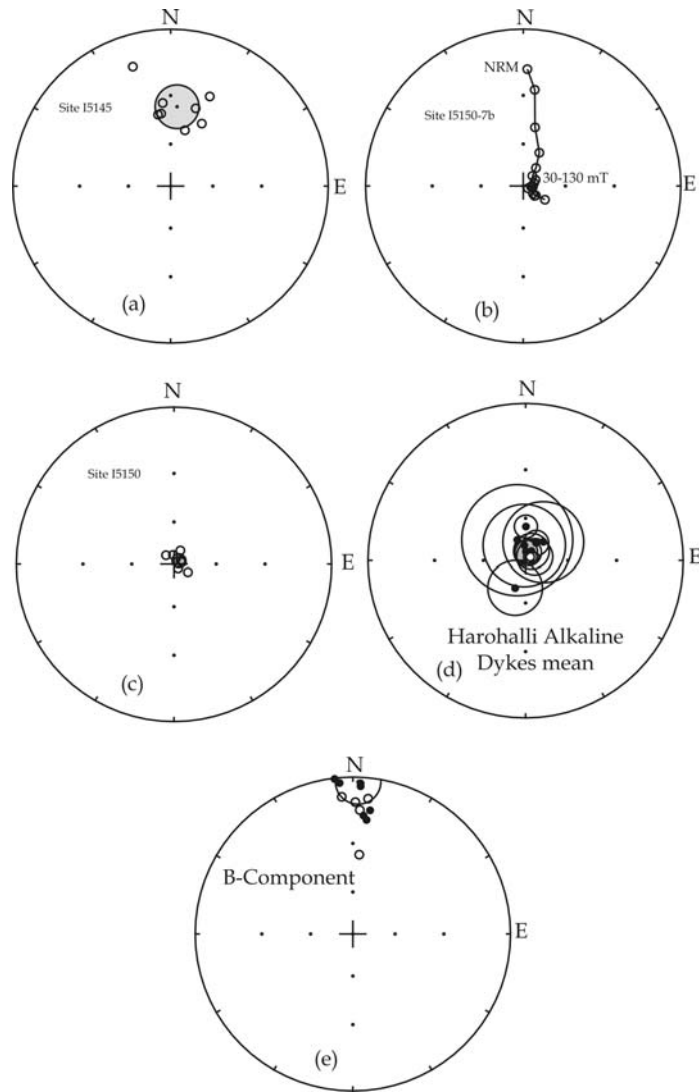 N
Site I5145
E
(a)
N
NRM
Site I5150-7b
30-130 mT
E
(b)
N
Site I5150
E
(c)
N
E
Harohalli Alkaline
Dykes mean
(d)
N
B-Component
E
(e)